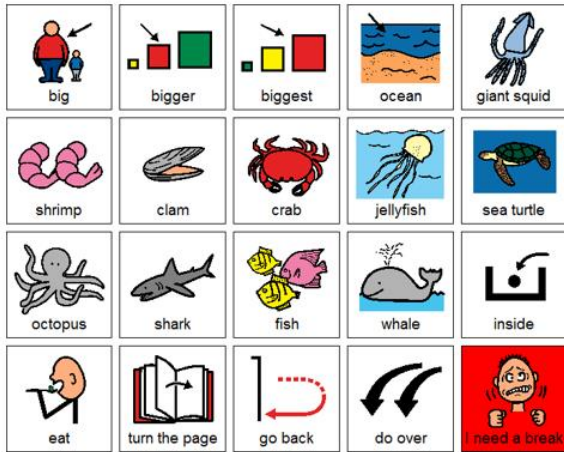 big
bigger
biggest
ocean
giant squid
shrimp
clam
crab
jellyfish
sea turtle
octopus
shark
fish
whale
inside
eat
turn the page
go back
do over
I need a break